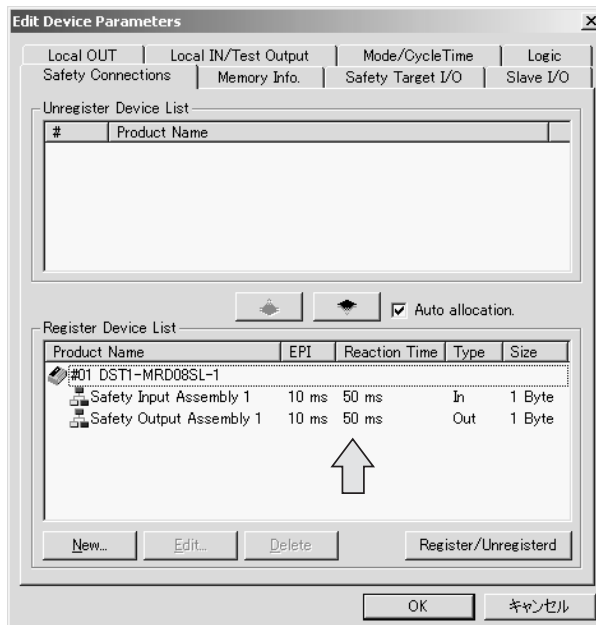 Edit Device Parameters
Local OUT Local IN/Test Output Mode/CycleTime Logic
Safety Connections Memory Info. Safety Target I/O Slave I/O
Unregister Device List
# Product Name
Auto allocation.
Register Device List
Product Name EPI Reaction Time Type Size
#01 DST1-MRD08SL-1
Safety Input Assembly 1 10 ms 50 ms In 1 Byte
Safety Output Assembly 1 10 ms 50 ms Out 1 Byte
New... Edit... Delete Register/Unregisterd
OK キャンセル